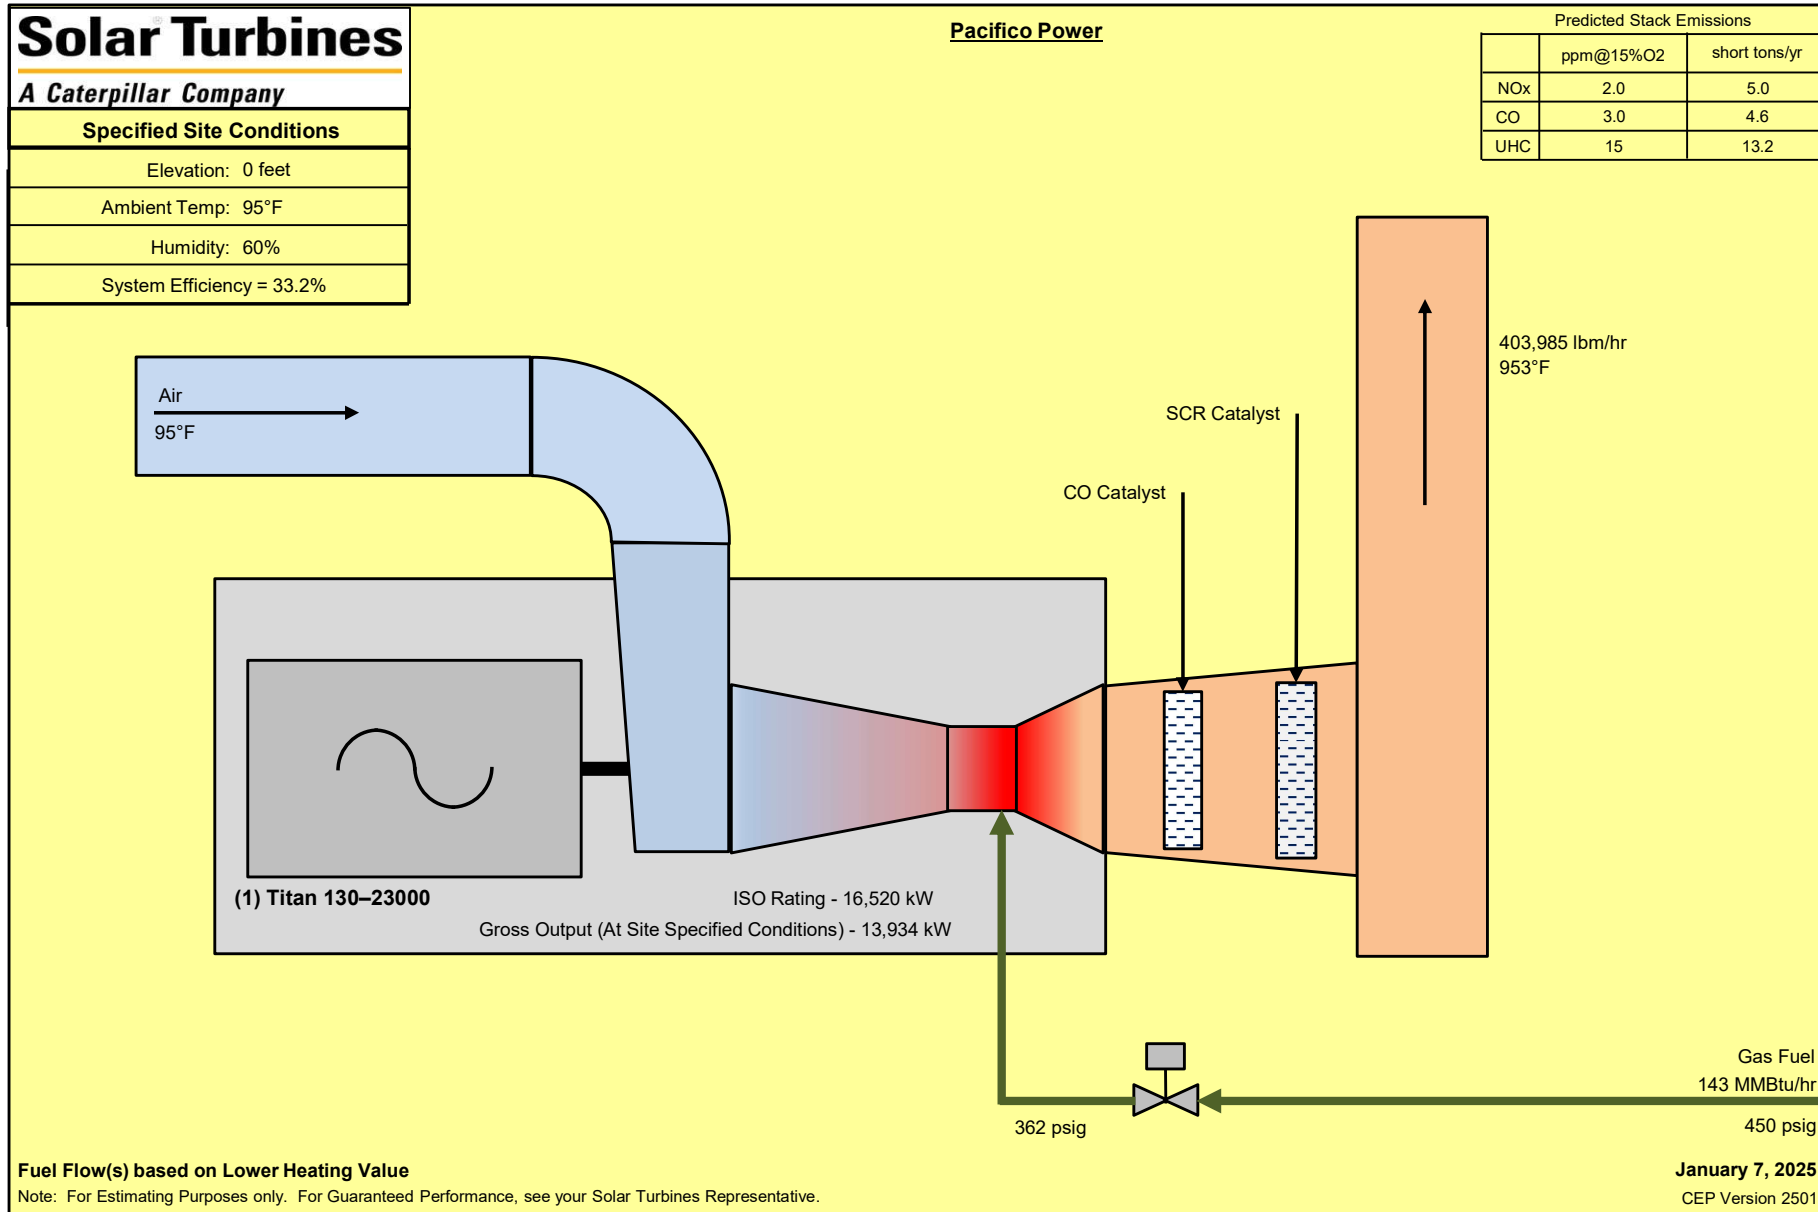 Solar Turbines
®
A Caterpillar Company
Pacifico Power
Predicted Stack Emissions
ppm@15%O2 short tons/yr
NOx 2.0 5.0
CO 3.0 4.6
UHC 15 13.2
Specified Site Conditions
Elevation: 0 feet
Ambient Temp: 95°F
Humidity: 60%
System Efficiency = 33.2%
Air
95°F
403,985 lbm/hr
953°F
SCR Catalyst
CO Catalyst
(1) Titan 130–23000
ISO Rating - 16,520 kW
Gross Output (At Site Specified Conditions) - 13,934 kW
Gas Fuel
143 MMBtu/hr
362 psig
450 psig
Fuel Flow(s) based on Lower Heating Value
January 7, 2025
Note: For Estimating Purposes only. For Guaranteed Performance, see your Solar Turbines Representative.
CEP Version 2501